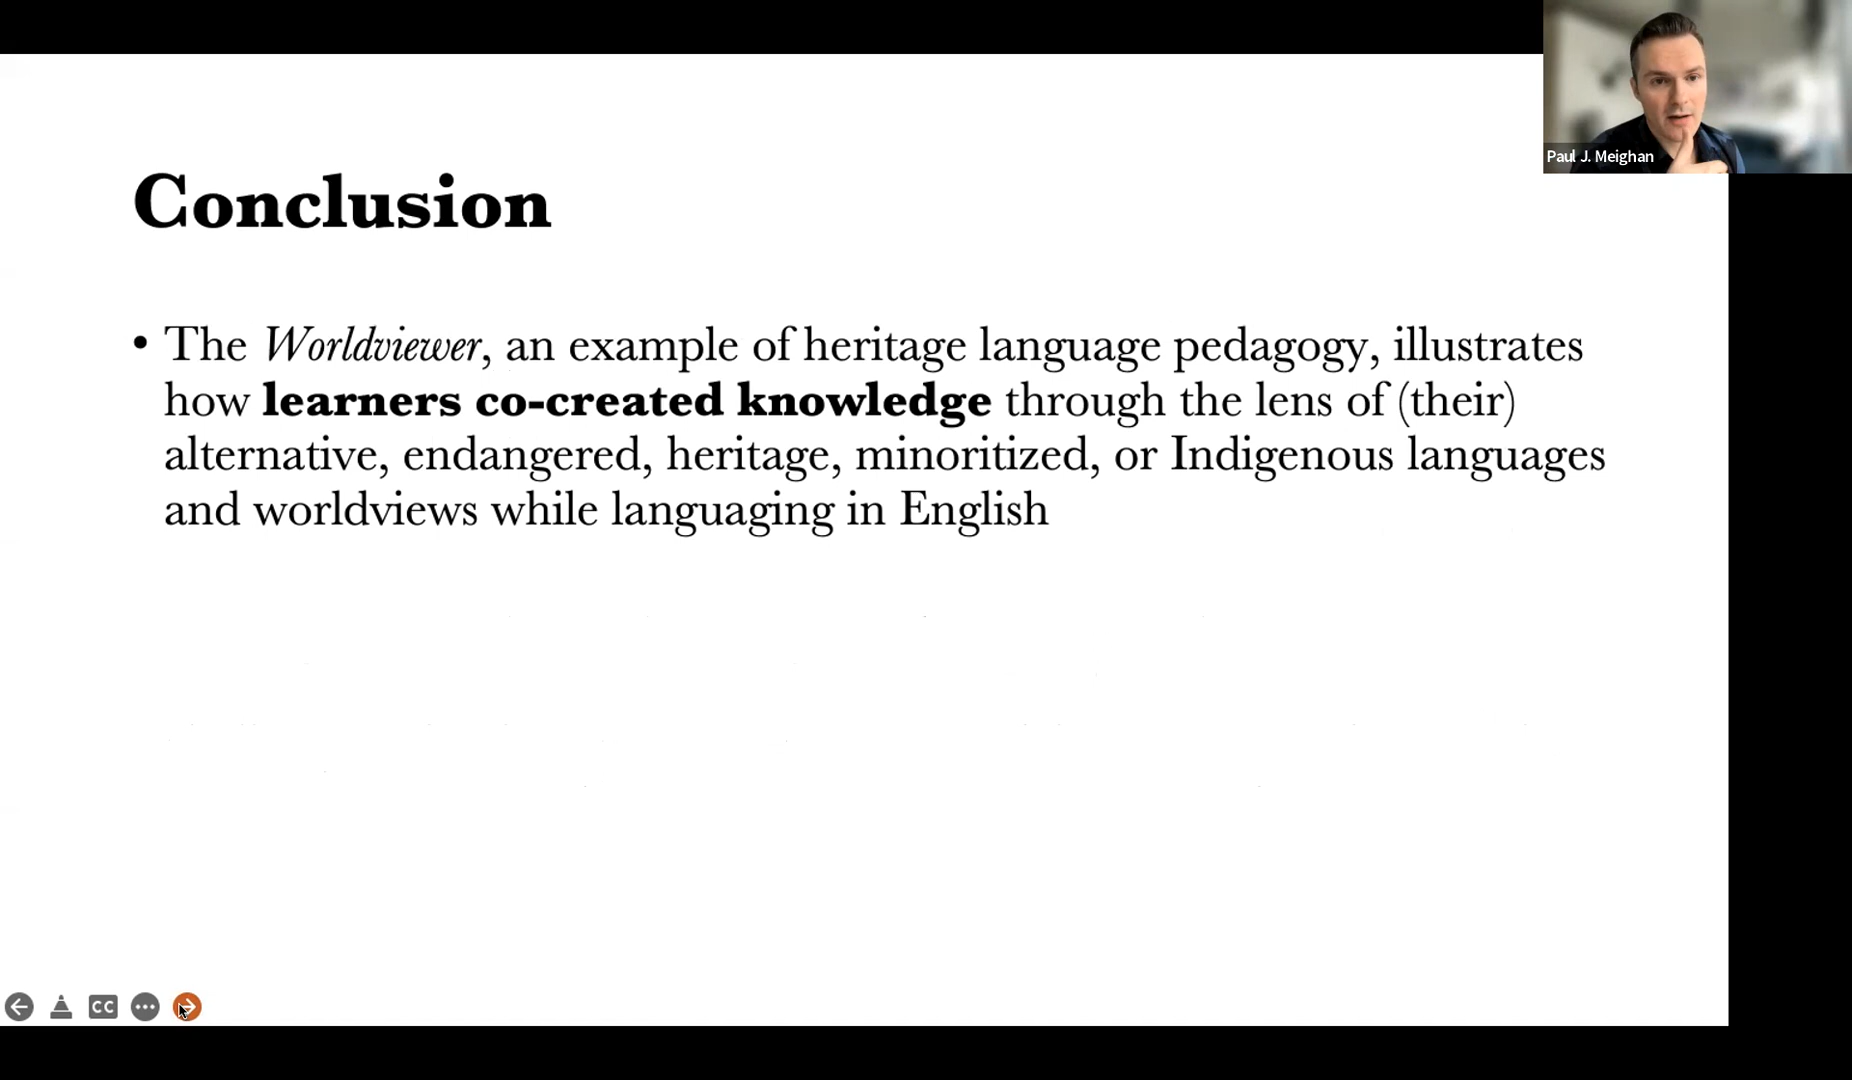 Paul J. Meighan
Conclusion
• The Worldviewer, an example of heritage language pedagogy, illustrates
how learners co-created knowledge through the lens of (their)
alternative, endangered, heritage, minoritized, or Indigenous languages
and worldviews while languaging in English
CC